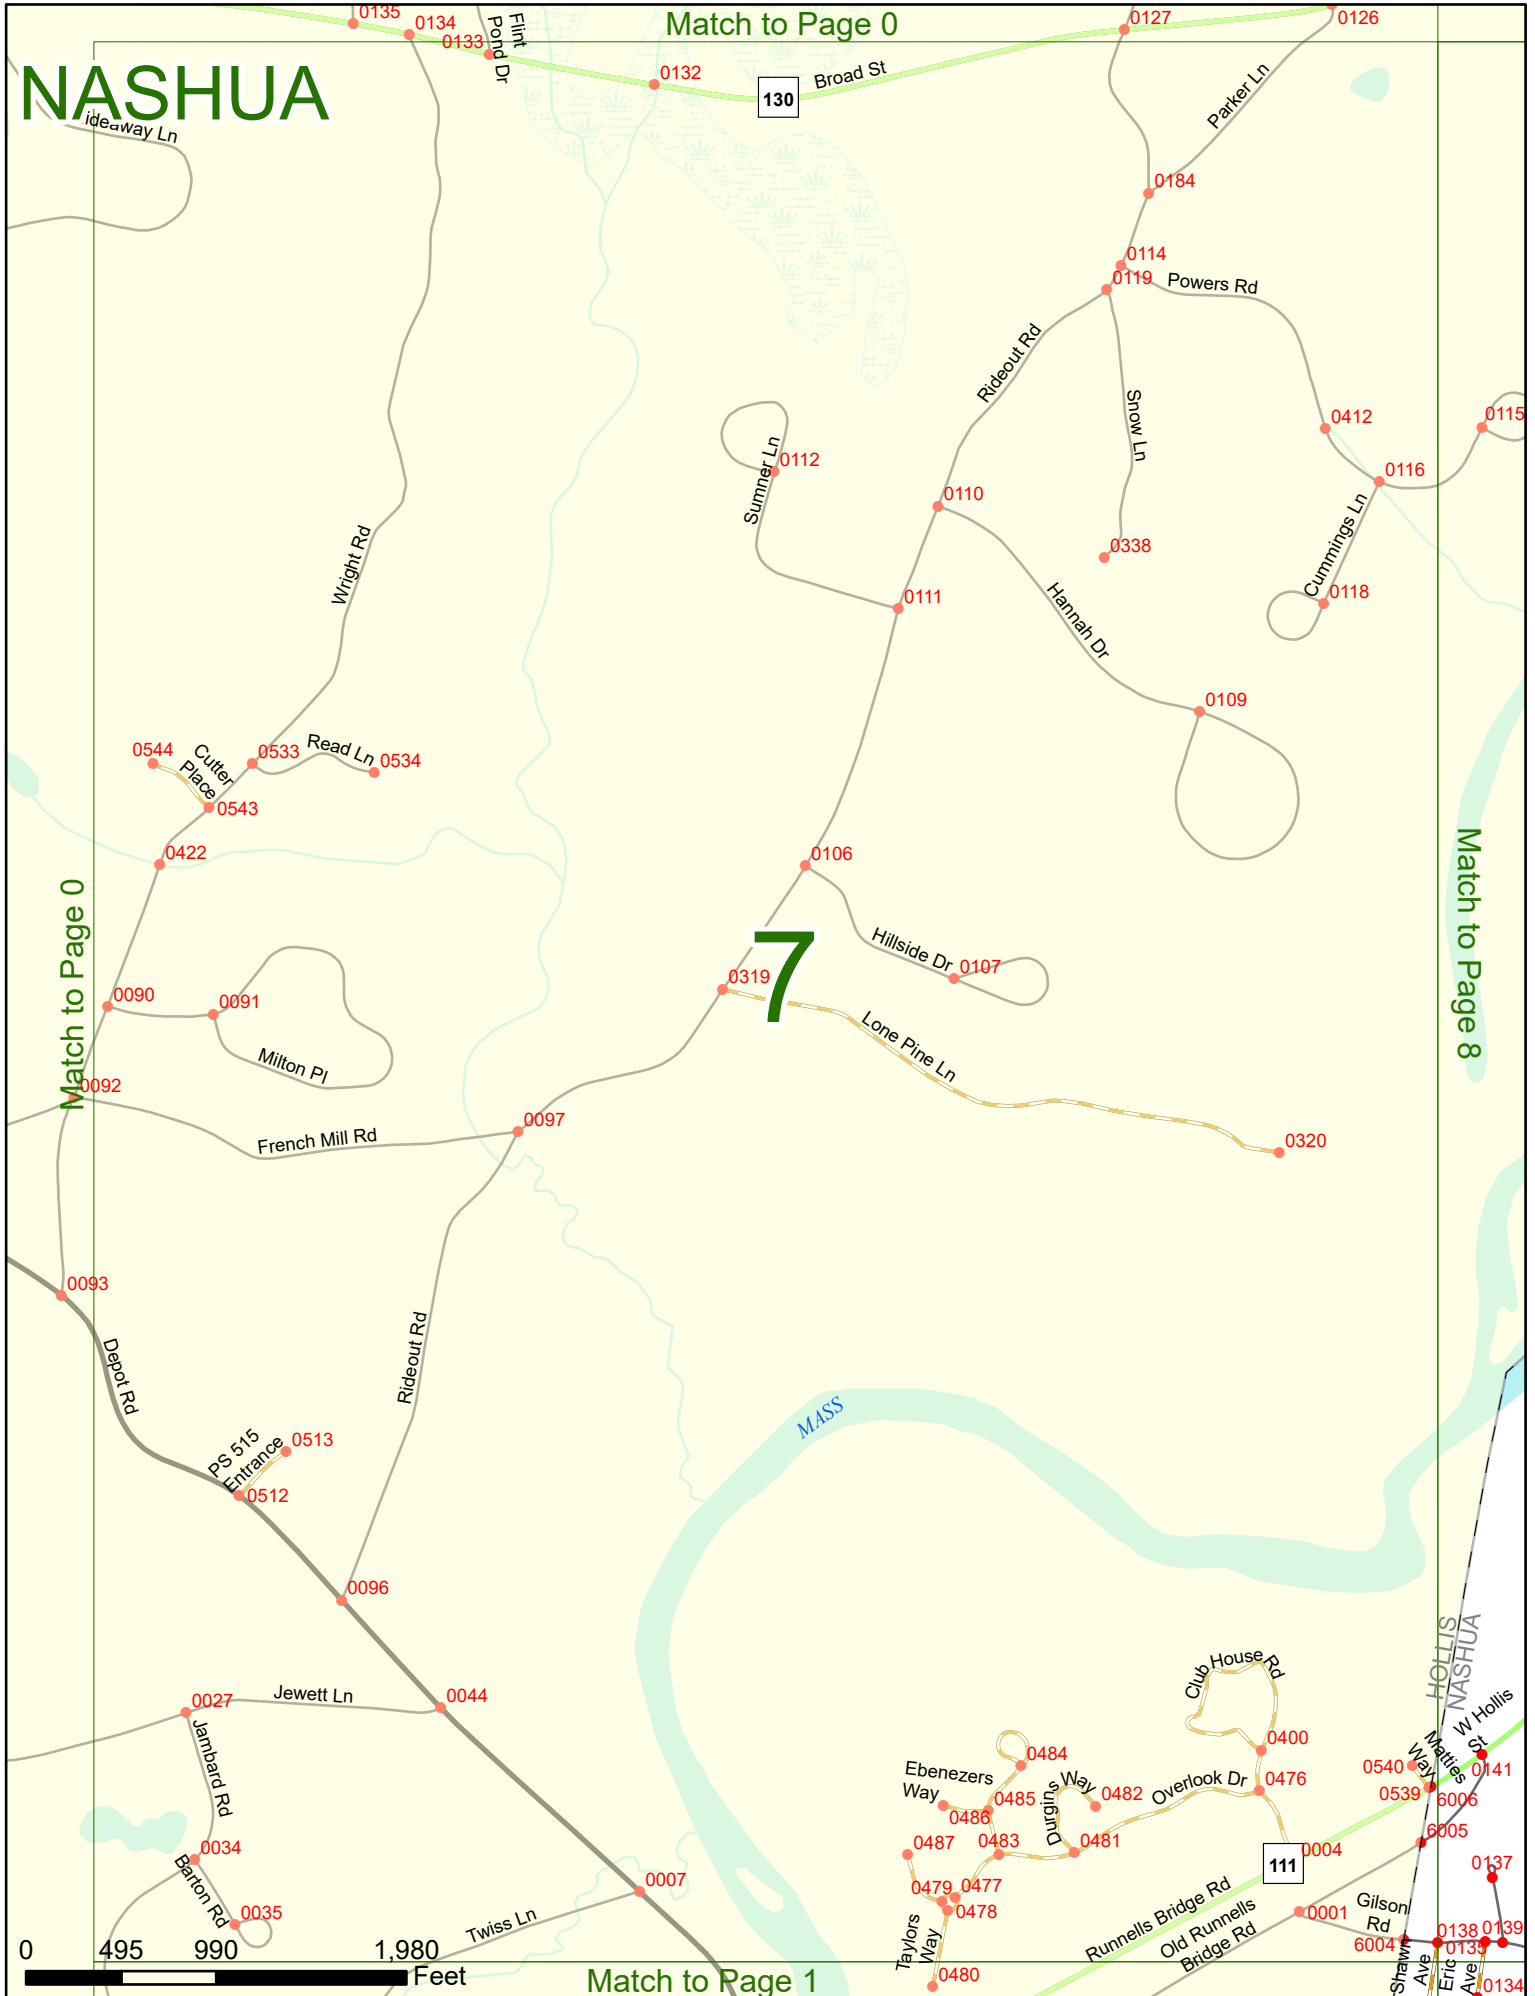 0135
0134
0133
Flint
Pond Dr
Match to Page 0
0127
0126
NASHUA
ideaway Ln
0132
130
Broad St
Parker Ln
0184
0114
0119
Powers Rd
Rideout Rd
Snow Ln
0412
0115
0112
Sumner Ln
0116
0110
Cummings Ln
Wright Rd
0338
0118
0111
Hannah Dr
0109
0544
Cutter
Place
0533
Read Ln
0534
0543
0422
0106
Match to Page 0
Match to Page 8
7
Hillside Dr
0107
0319
0090
0091
Lone Pine Ln
Milton Pl
0092
0097
French Mill Rd
0320
0093
Depot Rd
Rideout Rd
MASS
PS 515
Entrance
0513
0512
0096
HOLLIS
NASHUA
Club House Rd
0027
Jewett Ln
0044
W Hollis
St
Matties
Way
Jambard Rd
0400
0484
0540
0141
Ebenezers
Way
Durgins Way
0482
Overlook Dr
0476
0539
6006
0485
0486
0487
0483
0481
6005
0004
111
0034
Barton Rd
0137
0007
0479
0477
0478
Runnells Bridge Rd
Old Runnells
Bridge Rd
0001
Gilson
Rd
0035
Twiss Ln
Taylors
Way
6004
0138
0135
0139
0 495 990 1,980
Feet
Match to Page 1
0480
Shawn
Ave
Eric
Ave
0134